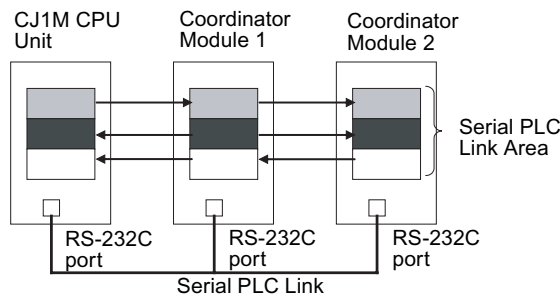 CJ1M CPU
Unit
Coordinator
Module 1
Coordinator
Module 2
Serial PLC
Link Area
RS-232C
port
RS-232C
port
RS-232C
port
Serial PLC Link